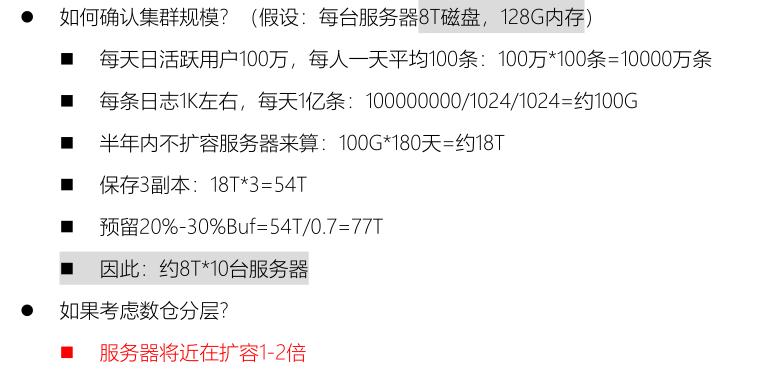 如何确认集群规模？（假设：每台服务器8T磁盘，128G内存）
每天日活跃用户100万，每人一天平均100条：100万*100条=10000万条
每条日志1K左右，每天1亿条：100000000/1024/1024=约100G
半年内不扩容服务器来算：100G*180天=约18T
保存3副本：18T*3=54T
预留20%-30%Buf=54T/0.7=77T
因此：约8T*10台服务器
如果考虑数仓分层？
服务器将近在扩容1-2倍